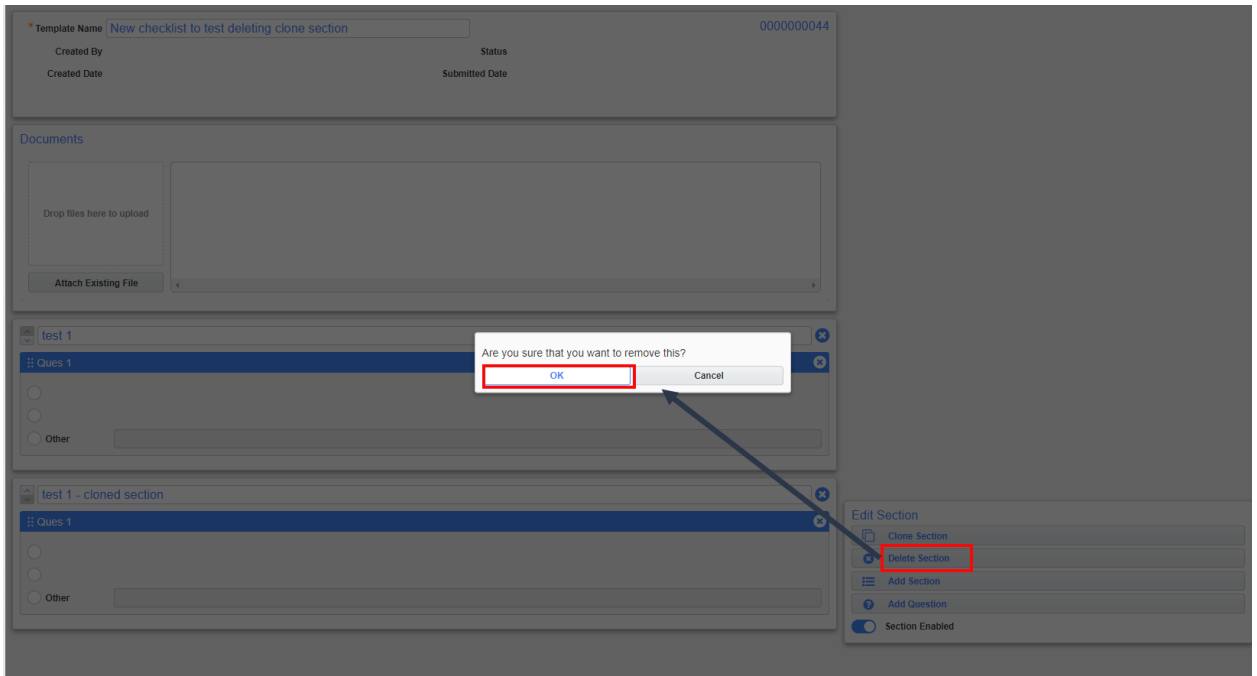 * Template Name New checklist to test deleting clone section 0000000044
Created By Status
Created Date Submitted Date
Documents
Drop files here to upload
Attach Existing File
test 1
Are you sure that you want to remove this?
Ques 1
OK Cancel
Other
test 1 - cloned section
Ques 1
Other
Edit Section
Clone Section
Delete Section
Add Section
Add Question
Section Enabled